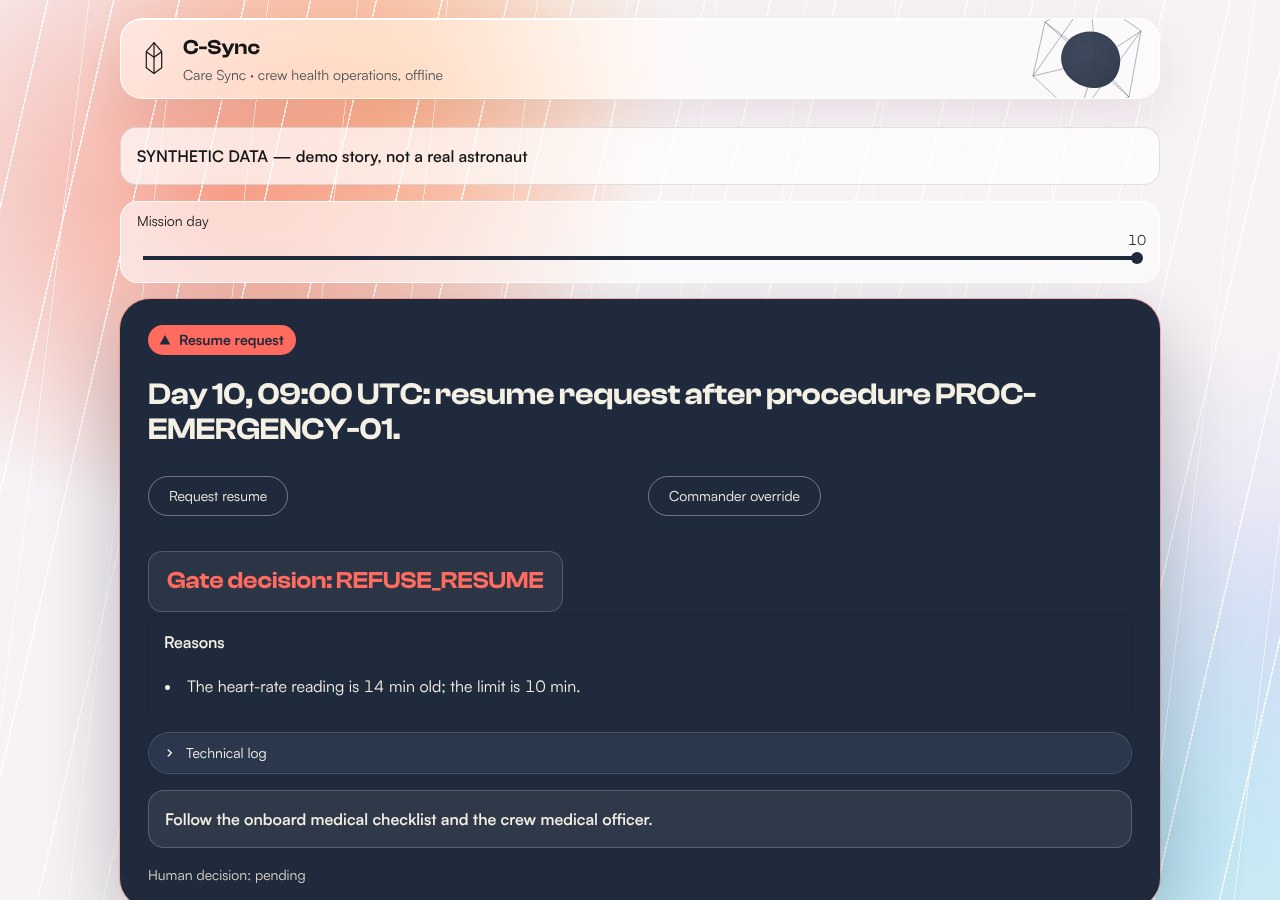 C-Sync
Care Sync · crew health operations, offline
SYNTHETIC DATA — demo story, not a real astronaut
Mission day
10
Resume request
Day 10, 09:00 UTC: resume request after procedure PROC-
EMERGENCY-01.
Request resume
Commander override
Gate decision: REFUSE_RESUME
Reasons
• The heart-rate reading is 14 min old; the limit is 10 min.
Technical log
Follow the onboard medical checklist and the crew medical officer.
Human decision: pending